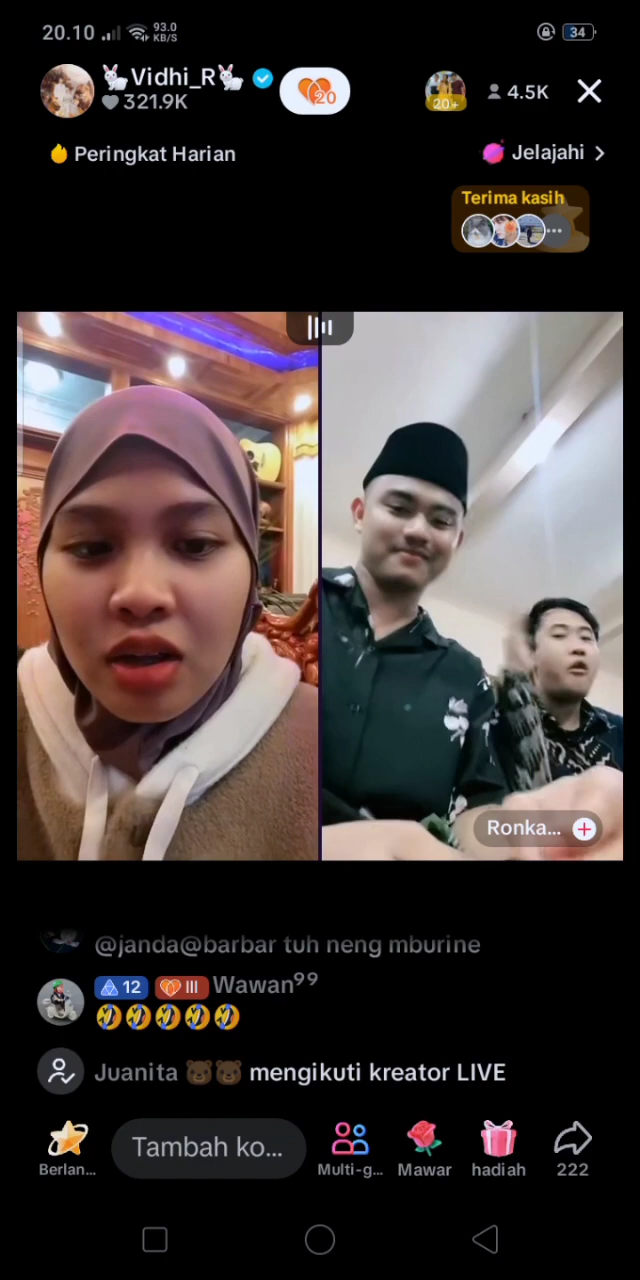 20.10
93.0
KB/S
34
Vidhi_R
321.9K
20
20+
4.5K
Peringkat Harian
Jelajahi
Terima kasih
Ronka...
@janda@barbar tuh neng mburine
12 III Wawan⁹⁹
Juanita mengikuti kreator LIVE
Berlan...
Tambah ko...
Multi-g...
Mawar
hadiah
222